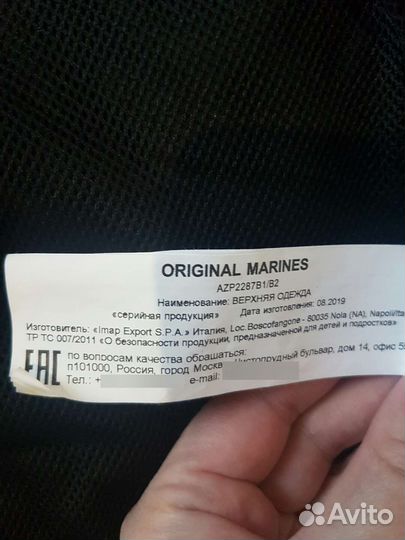 ORIGINAL MARINES
AZP2287B1/B2
Наименование: ВЕРХНЯЯ ОДЕЖДА
«серийная продукция» Дата изготовления: 08.2019
Изготовитель: «Imap Export S.P.A.» Италия, Loc.Boscofangone - 80035 Nola (NA), Napoli/Ita
ТР ТС 007/2011 «О безопасности продукции, предназначенной для детей и подростков»
EAC по вопросам качества обращаться:
п101000, Россия, город Москва бульвар, дом 14, офис
Тел.: + e-mail:
Avito